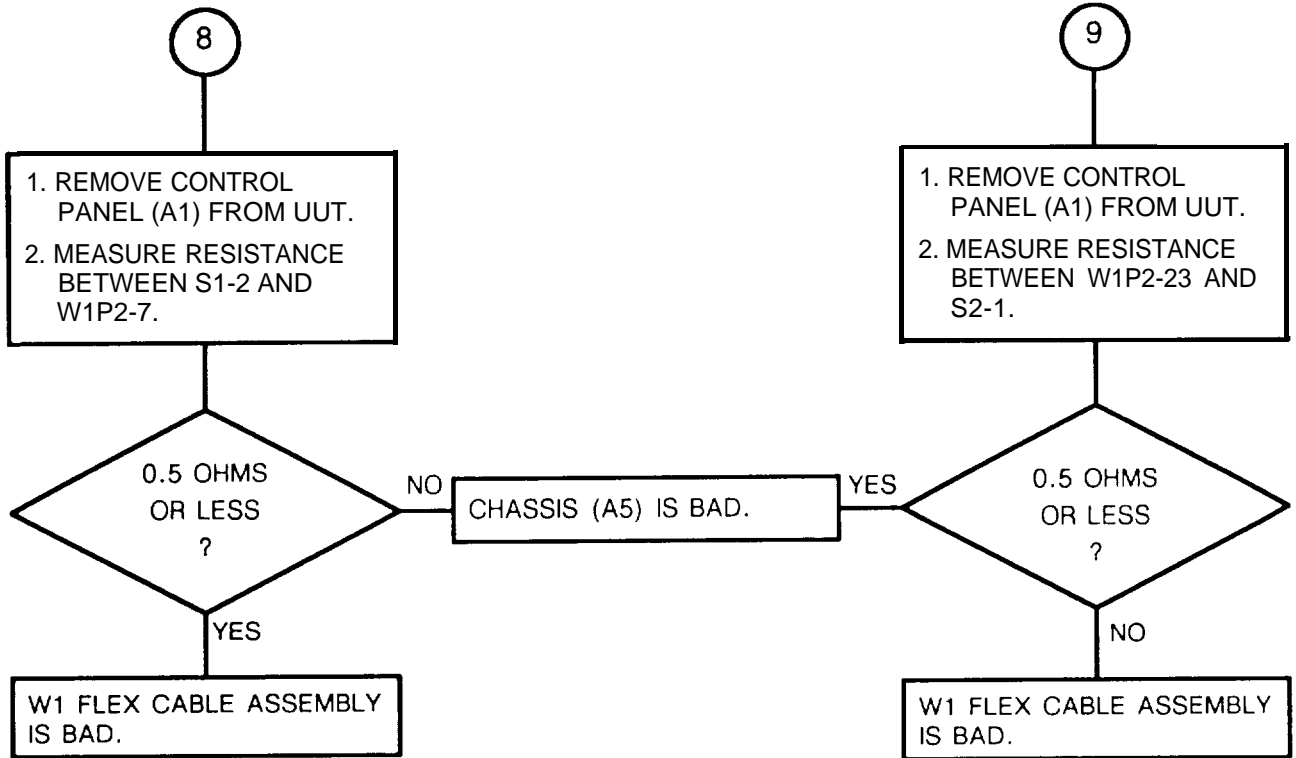 8
1. REMOVE CONTROL
PANEL (A1) FROM UUT.
2. MEASURE RESISTANCE
BETWEEN S1-2 AND
W1P2-7.
0.5 OHMS
OR LESS
?
NO
YES
W1 FLEX CABLE ASSEMBLY
IS BAD.
CHASSIS (A5) IS BAD.
9
1. REMOVE CONTROL
PANEL (A1) FROM UUT.
2. MEASURE RESISTANCE
BETWEEN W1P2-23 AND
S2-1.
YES
0.5 OHMS
OR LESS
?
NO
W1 FLEX CABLE ASSEMBLY
IS BAD.